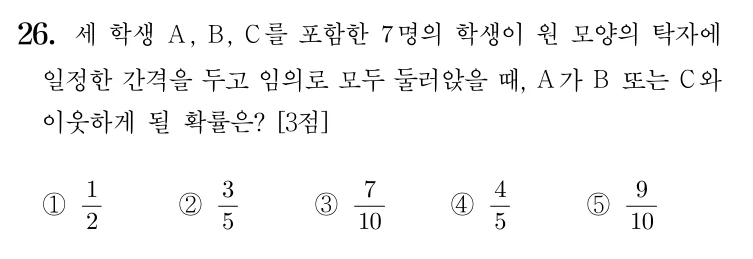 26. 세 학생 A, B, C를 포함한 7명의 학생이 원 모양의 탁자에
일정한 간격을 두고 임의로 모두 둘러앉을 때, A가 B 또는 C와
이웃하게 될 확률은? [3점]
① 1/2 ② 3/5 ③ 7/10 ④ 4/5 ⑤ 9/10